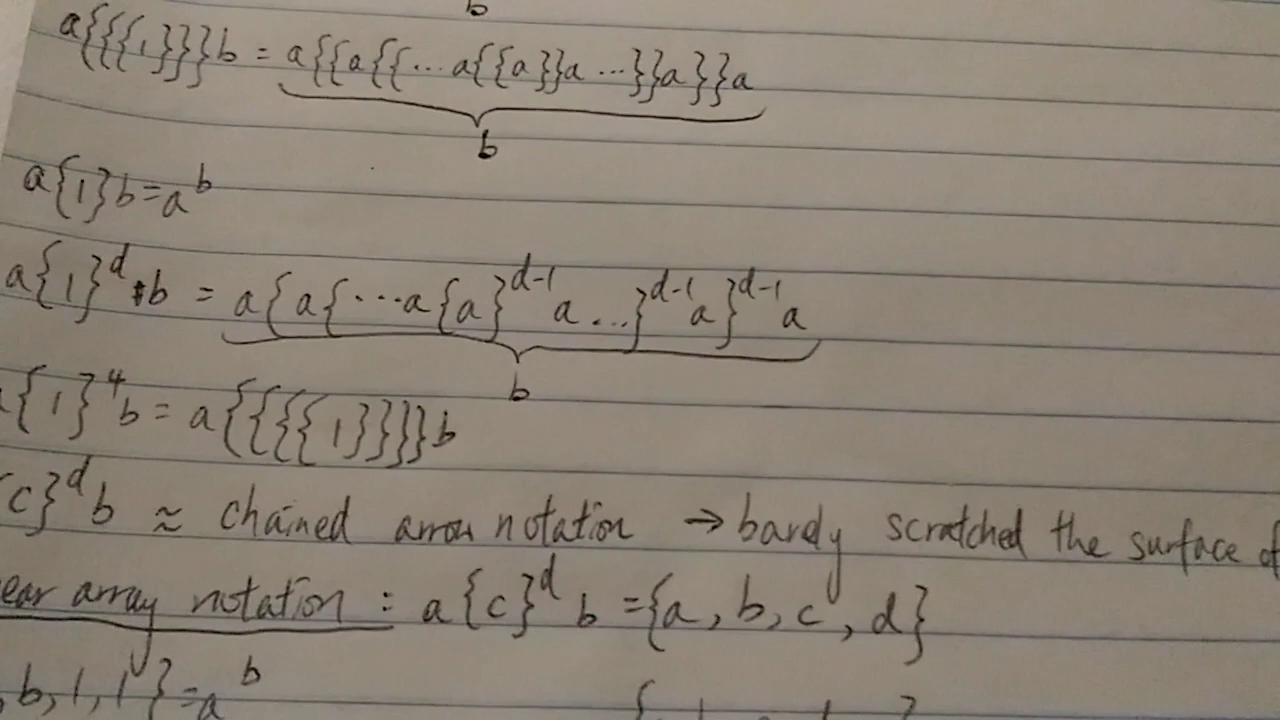 b
a{{{1}}}b = a{{a{{...a{{a}}a...}}a}}a
b
a{1}b=a^b
a{1}^d b = a{a{...a{a}^d-1 a...}^d-1 a}^d-1 a
b
{1}^4 b = a{{{{1}}}}b
c}^d b ≈ chained arrow notation → barely scratched the surface of
ear array notation: a{c}^d b = {a, b, c, d}
, b, 1, 1} = a^b